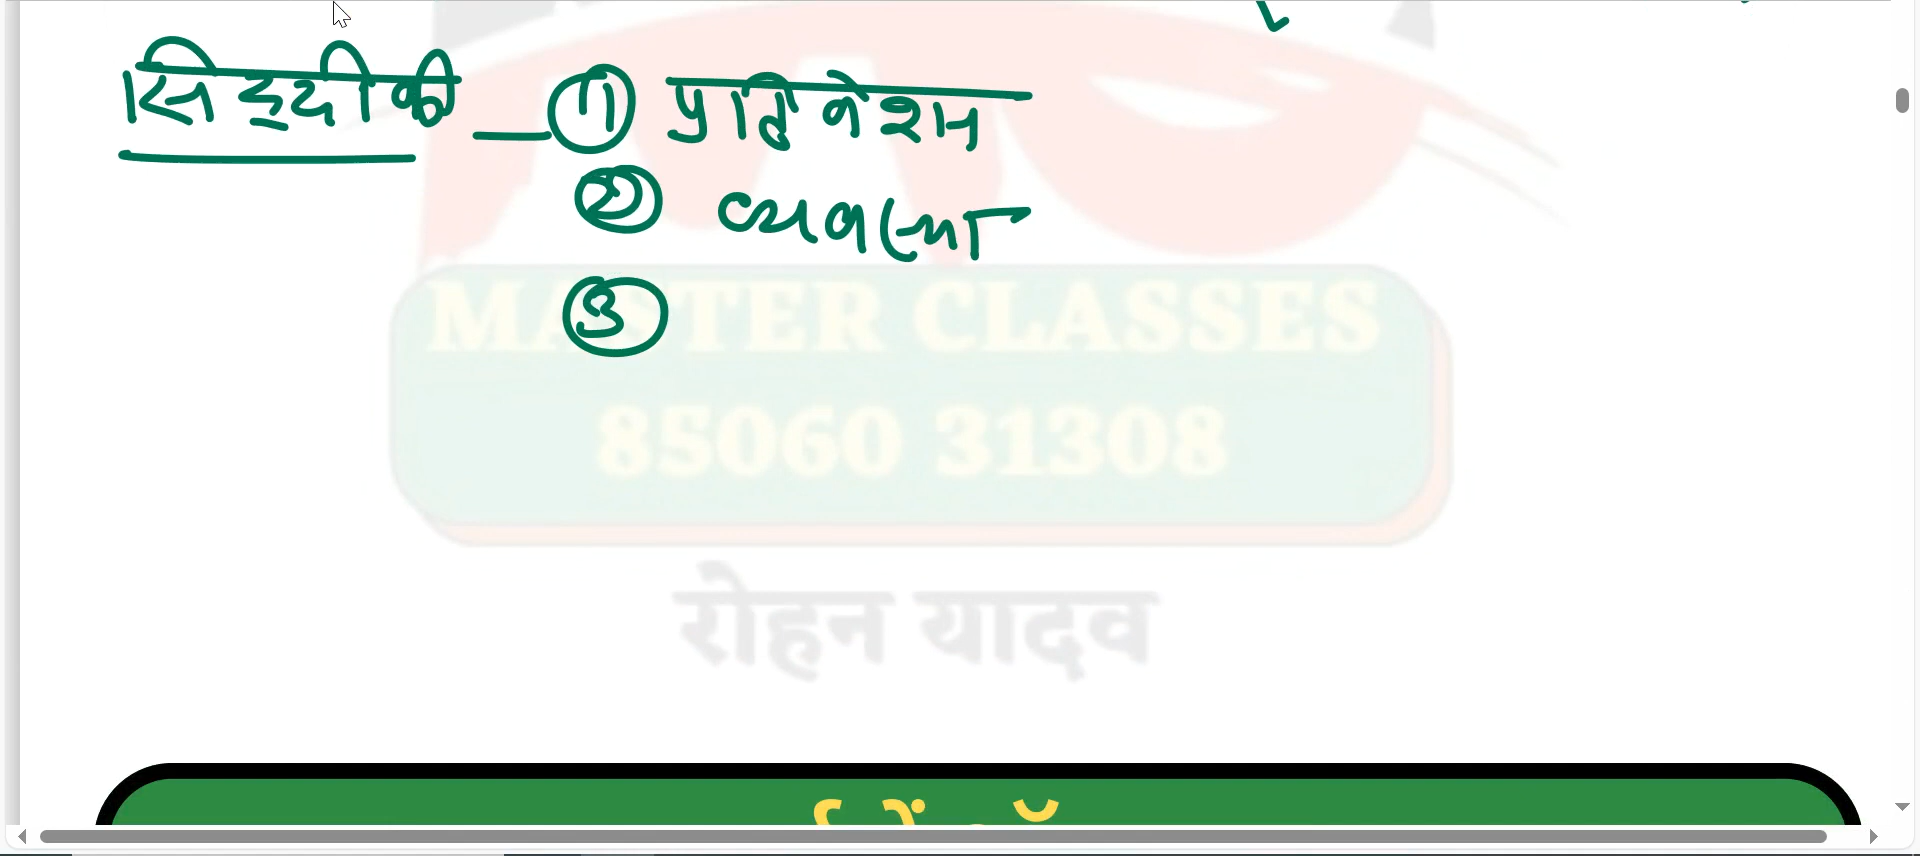 सिद्दीकी — ① प्रतिवेशन
② व्यवस्था
③
MASTER CLASSES
85060 31308
रोहन यादव